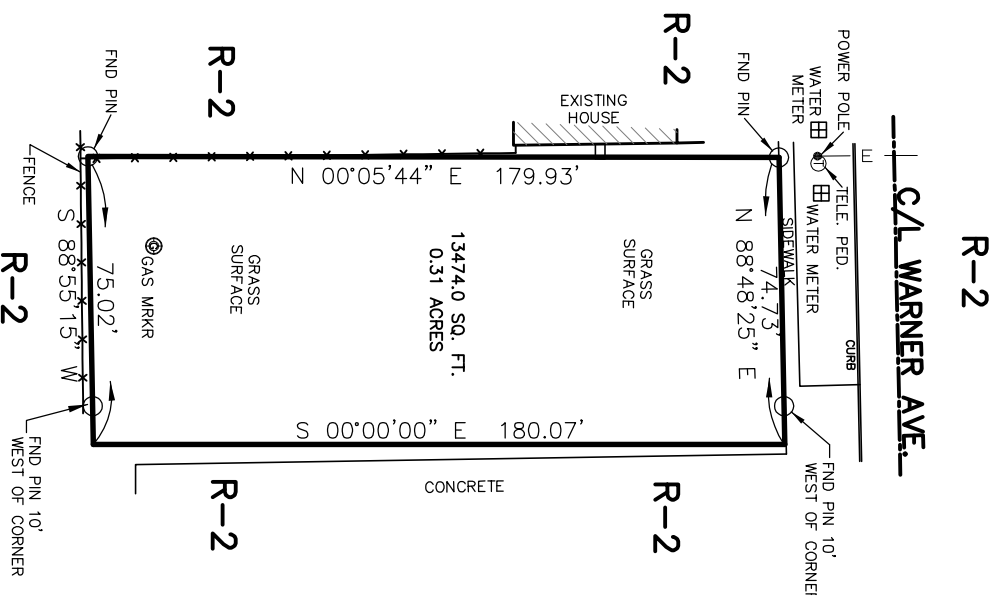 R-2
C/L WARNER AVE.
POWER POLE
WATER
METER
E
T
TELE. PED.
WATER METER
SIDEWALK
CURB
FND PIN
N 88°48'25" E
74.73'
FND PIN 10'
WEST OF CORNER
R-2
EXISTING
HOUSE
N 00°05'44" E 179.93'
GRASS
SURFACE
13474.0 SQ. FT.
0.31 ACRES
GRASS
SURFACE
GAS MRKR
S 00°00'00" E 180.07'
CONCRETE
R-2
R-2
R-2
FND PIN
FENCE
75.02'
S 88°55'15" W
FND PIN 10'
WEST OF CORNER
R-2